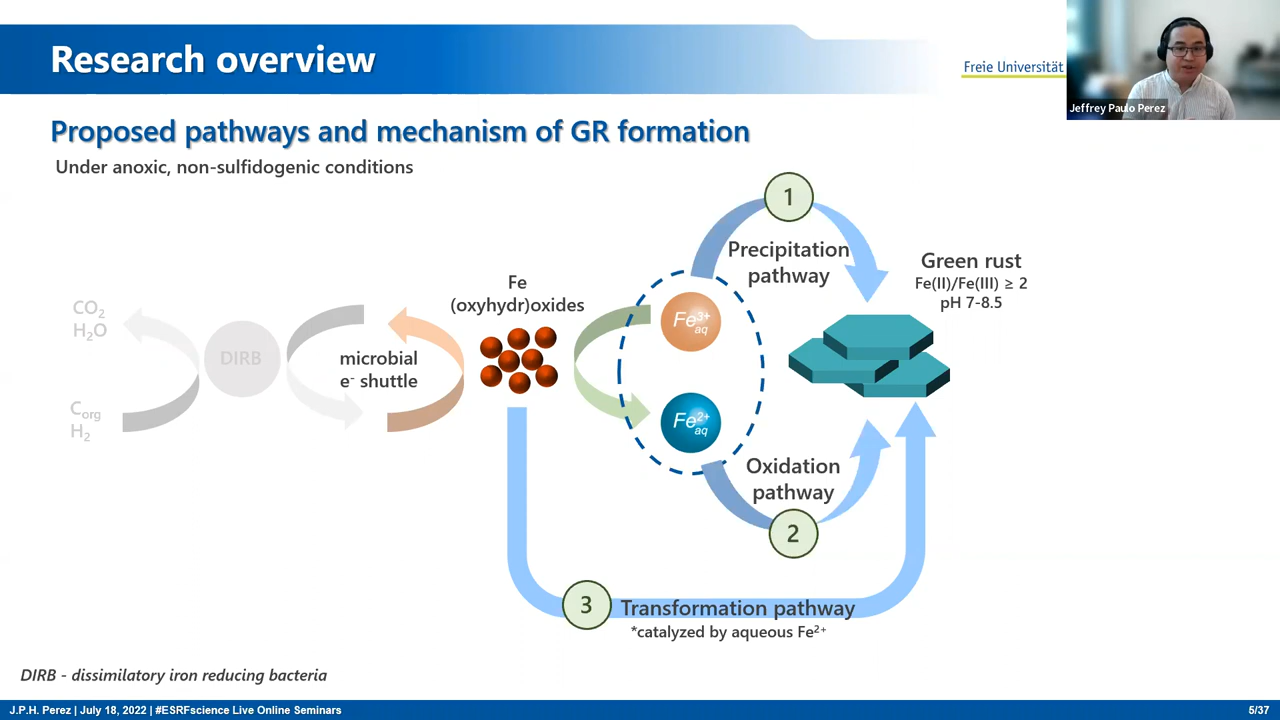 Research overview
Freie Universität
Jeffrey Paulo Perez
Proposed pathways and mechanism of GR formation
Under anoxic, non-sulfidogenic conditions
1
Precipitation
pathway
Green rust
Fe(II)/Fe(III) ≥ 2
pH 7-8.5
Fe
(oxyhydr)oxides
CO₂
H₂O
DIRB
microbial
e⁻ shuttle
C_org
H₂
Fe³⁺aq
Fe²⁺aq
Oxidation
pathway
2
3
Transformation pathway
*catalyzed by aqueous Fe²⁺
DIRB - dissimilatory iron reducing bacteria
J.P.H. Perez | July 18, 2022 | #ESRFscience Live Online Seminars
5/37